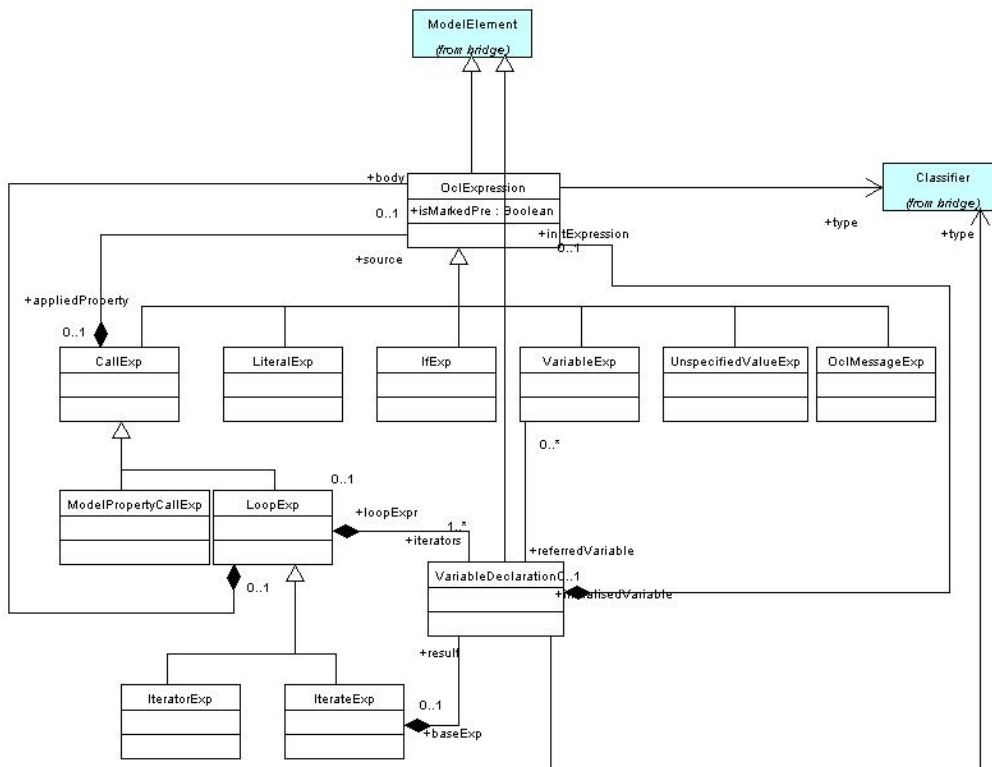 ModelElement
(from bridge)
+body
OclExpression
Classifier
(from bridge)
0..1
+isMarkedPre : Boolean
+type
+type
+initExpression
0..1
+source
+appliedProperty
0..1
CallExp
LiteralExp
IfExp
VariableExp
UnspecifiedValueExp
OclMessageExp
0..*
0..1
ModelPropertyCallExp
LoopExp
+loopExpr
1..*
+iterators
+referredVariable
VariableDeclaration
0..1
0..1
+initialisedVariable
+result
IteratorExp
IterateExp
0..1
+baseExp